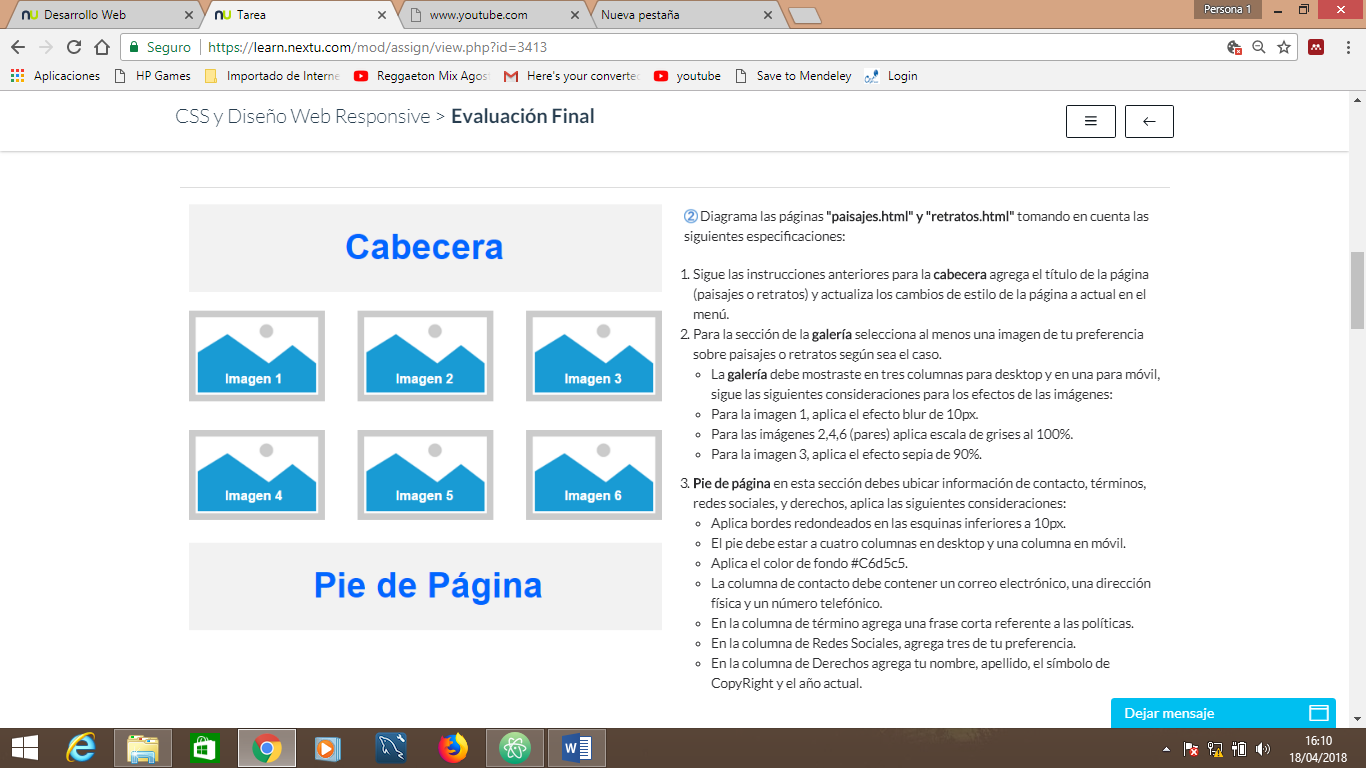 Desarrollo Web
Tarea
www.youtube.com
Nueva pestaña
Persona 1
Seguro
https://learn.nextu.com/mod/assign/view.php?id=3413
Aplicaciones
HP Games
Importado de Interne
Reggaeton Mix Agos
Here's your converte
youtube
Save to Mendeley
Login
CSS y Diseño Web Responsive > Evaluación Final
Cabecera
Imagen 1
Imagen 2
Imagen 3
Imagen 4
Imagen 5
Imagen 6
Pie de Página
2 Diagrama las páginas "paisajes.html" y "retratos.html" tomando en cuenta las
siguientes especificaciones:
1. Sigue las instrucciones anteriores para la cabecera agrega el título de la página
(paisajes o retratos) y actualiza los cambios de estilo de la página a actual en el
menú.
2. Para la sección de la galería selecciona al menos una imagen de tu preferencia
sobre paisajes o retratos según sea el caso.
La galería debe mostraste en tres columnas para desktop y en una para móvil,
sigue las siguientes consideraciones para los efectos de las imágenes:
Para la imagen 1, aplica el efecto blur de 10px.
Para las imágenes 2,4,6 (pares) aplica escala de grises al 100%.
Para la imagen 3, aplica el efecto sepia de 90%.
3. Pie de página en esta sección debes ubicar información de contacto, términos,
redes sociales, y derechos, aplica las siguientes consideraciones:
Aplica bordes redondeados en las esquinas inferiores a 10px.
El pie debe estar a cuatro columnas en desktop y una columna en móvil.
Aplica el color de fondo #C6d5c5.
La columna de contacto debe contener un correo electrónico, una dirección
física y un número telefónico.
En la columna de término agrega una frase corta referente a las políticas.
En la columna de Redes Sociales, agrega tres de tu preferencia.
En la columna de Derechos agrega tu nombre, apellido, el símbolo de
CopyRight y el año actual.
Dejar mensaje
16:10
18/04/2018